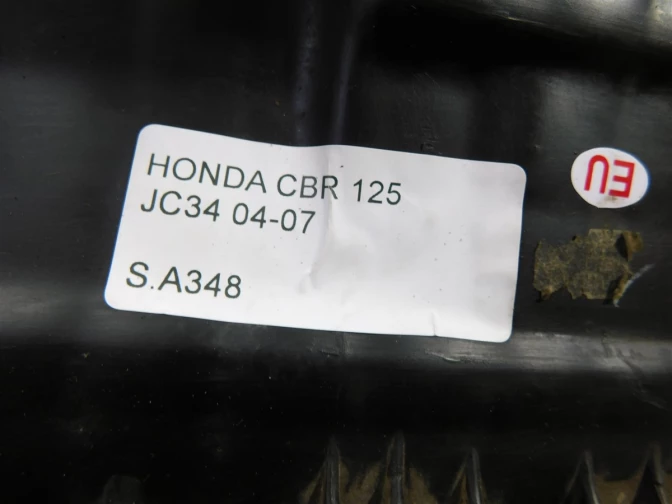 HONDA CBR 125
JC34 04-07
S.A348
EU